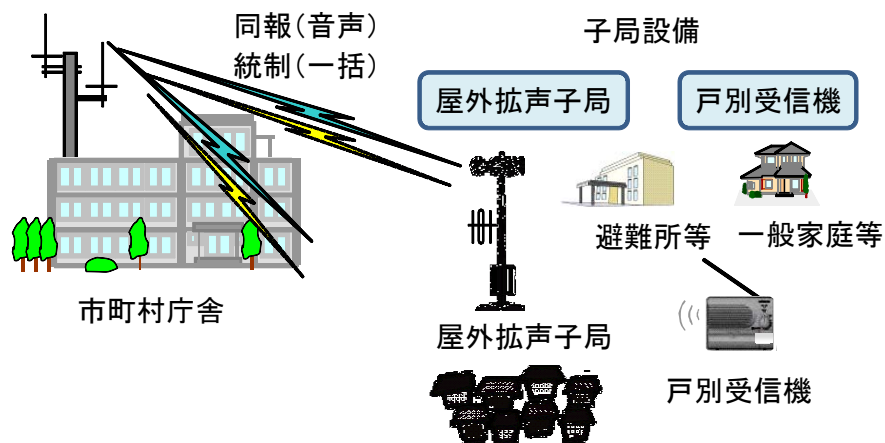 同報（音声）
統制（一括）
子局設備
屋外拡声子局
戸別受信機
避難所等
一般家庭等
市町村庁舎
屋外拡声子局
戸別受信機